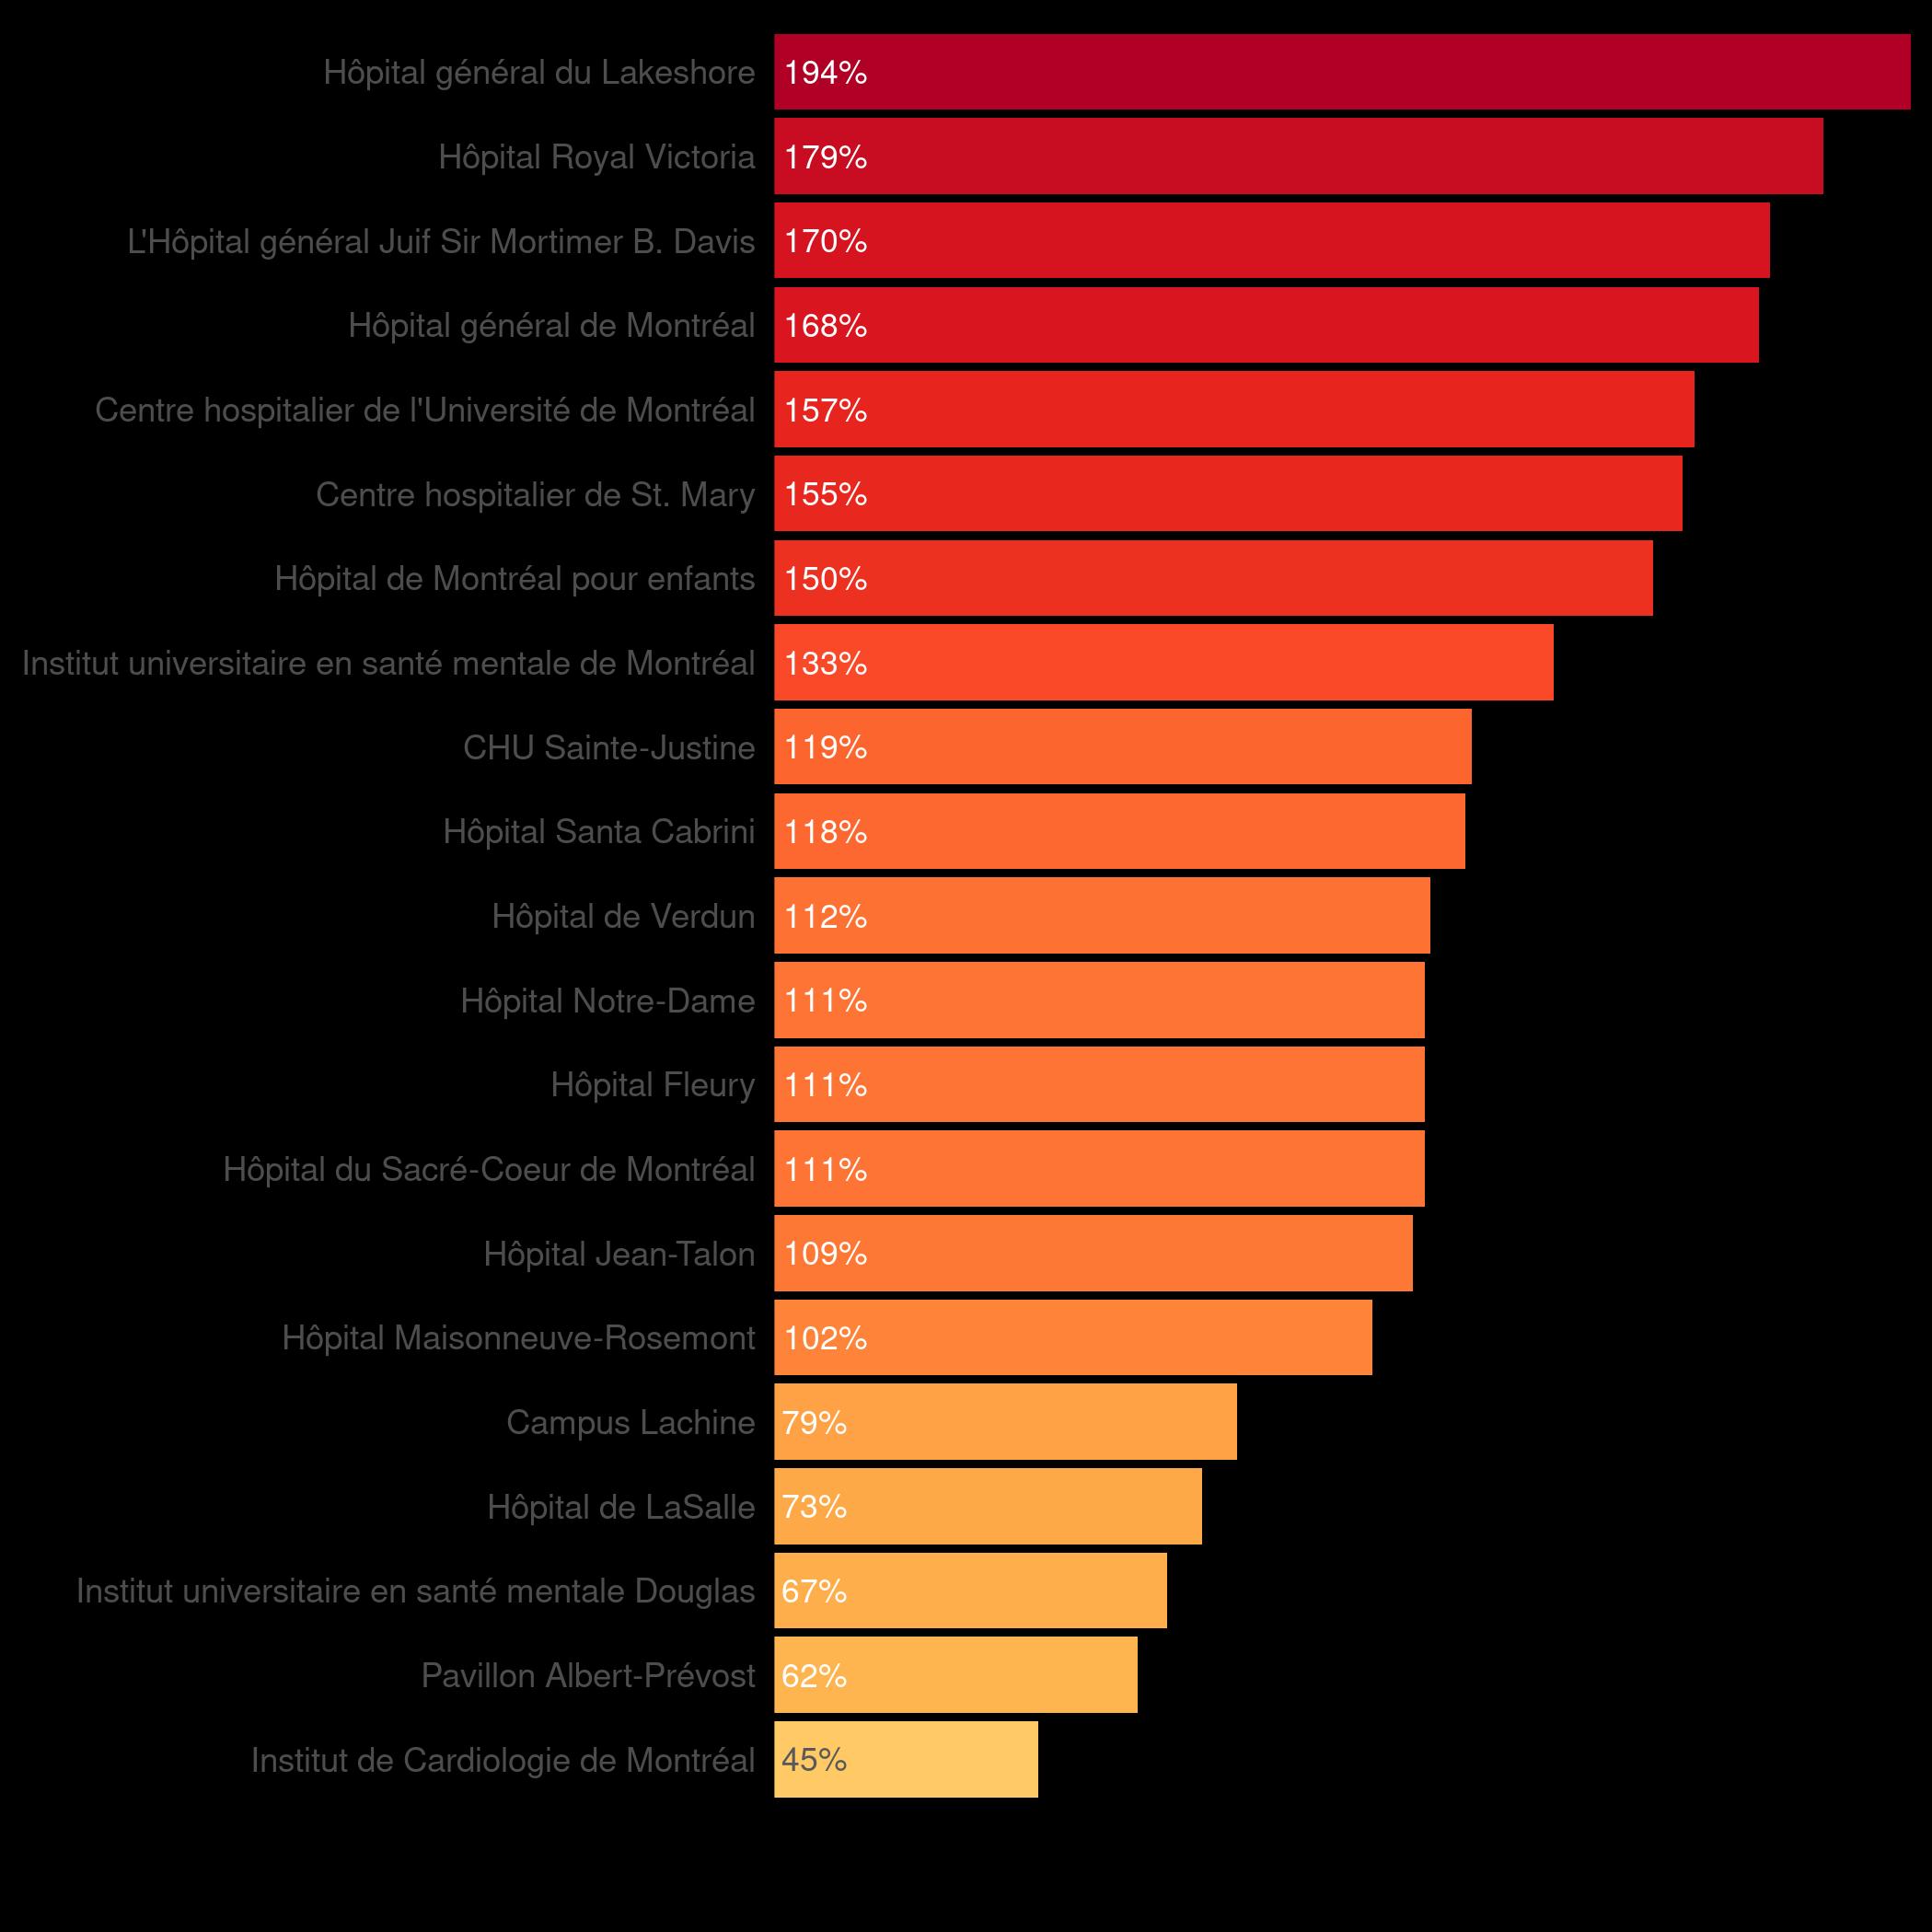 Hôpital général du Lakeshore 194%
Hôpital Royal Victoria 179%
L'Hôpital général Juif Sir Mortimer B. Davis 170%
Hôpital général de Montréal 168%
Centre hospitalier de l'Université de Montréal 157%
Centre hospitalier de St. Mary 155%
Hôpital de Montréal pour enfants 150%
Institut universitaire en santé mentale de Montréal 133%
CHU Sainte-Justine 119%
Hôpital Santa Cabrini 118%
Hôpital de Verdun 112%
Hôpital Notre-Dame 111%
Hôpital Fleury 111%
Hôpital du Sacré-Coeur de Montréal 111%
Hôpital Jean-Talon 109%
Hôpital Maisonneuve-Rosemont 102%
Campus Lachine 79%
Hôpital de LaSalle 73%
Institut universitaire en santé mentale Douglas 67%
Pavillon Albert-Prévost 62%
Institut de Cardiologie de Montréal 45%